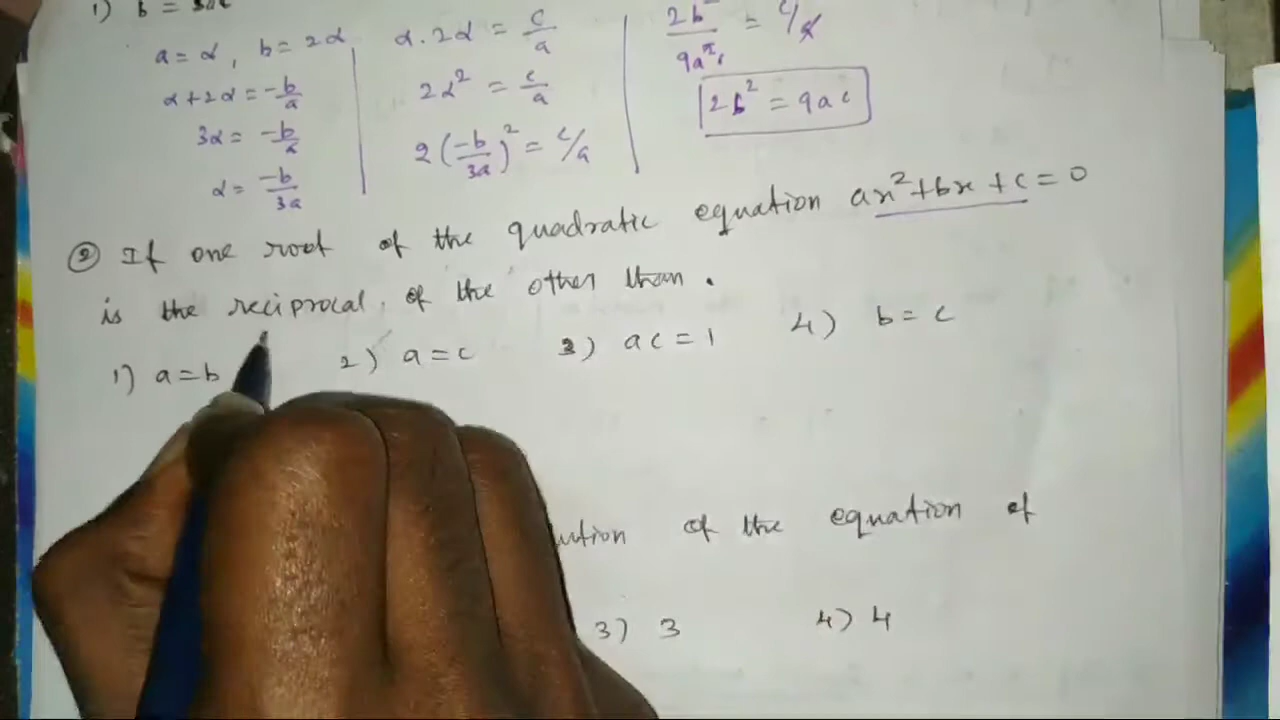 1) b =
a = α, b = 2α
α + 2α = -b/a
3α = -b/a
α = -b/3a
α . 2α = c/a
2α² = c/a
2(-b/3a)² = c/a
2b²/9a² = c/a
2b² = 9ac
② If one root of the quadratic equation ax²+bx+c=0
is the reciprocal of the other than.
1) a=b 2) a=c 3) ac=1 4) b=c
of the equation of
3) 3 4) 4